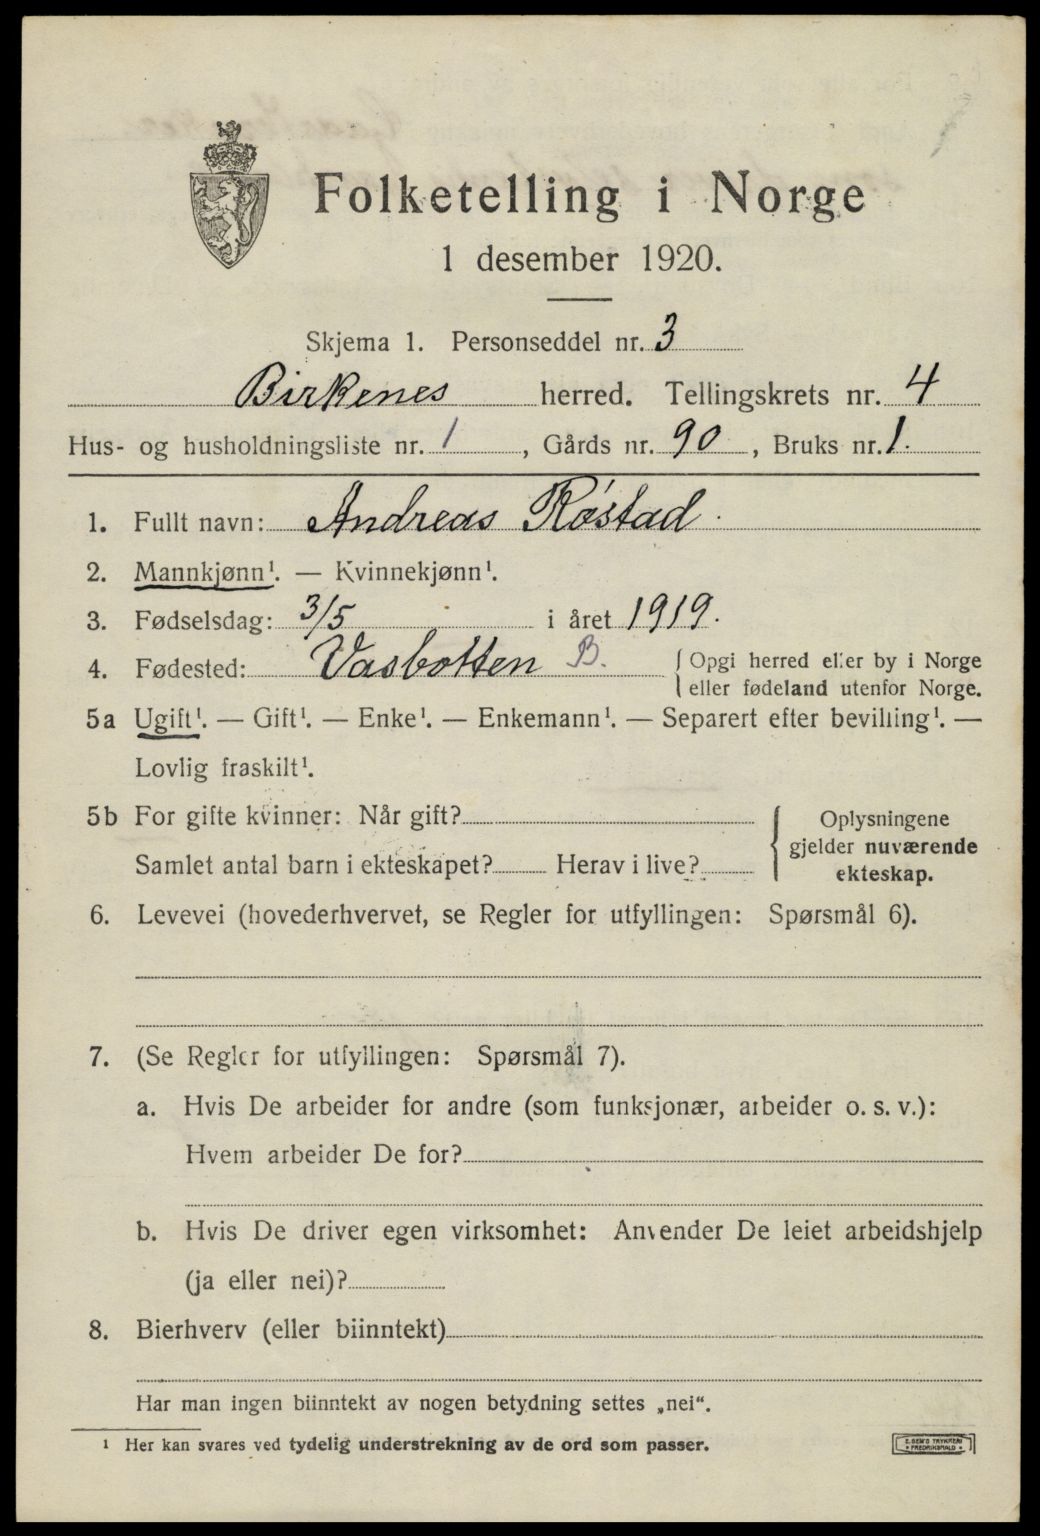 Folketelling i Norge
1 desember 1920.
Skjema 1. Personseddel nr. 3
Birkenes herred. Tellingskrets nr. 4
Hus- og husholdningsliste nr. 1, Gårds nr. 90, Bruks nr. 1.
1. Fullt navn: Andreas Røstad.
2. Mannkjønn¹. — Kvinnekjønn¹.
3. Fødselsdag: 3/5 i året 1919.
4. Fødested: Vasbotten B. { Opgi herred eller by i Norge
eller fødeland utenfor Norge.
5a Ugift¹. — Gift¹. — Enke¹. — Enkemann¹. — Separert efter bevilling¹. —
Lovlig fraskilt¹.
5b For gifte kvinner: Når gift?
Samlet antal barn i ekteskapet? Herav i live?
{ Oplysningene
gjelder nuværende
ekteskap.
6. Levevei (hovederhvervet, se Regler for utfyllingen: Spørsmål 6).
7. (Se Regler for utfyllingen: Spørsmål 7).
a. Hvis De arbeider for andre (som funksjonær, arbeider o. s. v.):
Hvem arbeider De for?
b. Hvis De driver egen virksomhet: Anvender De leiet arbeidshjelp
(ja eller nei)?
8. Bierhverv (eller biinntekt)
Har man ingen biinntekt av nogen betydning settes „nei“.
¹ Her kan svares ved tydelig understrekning av de ord som passer.
E. SEM'S TRYKKERI
FREDRIKSHALD